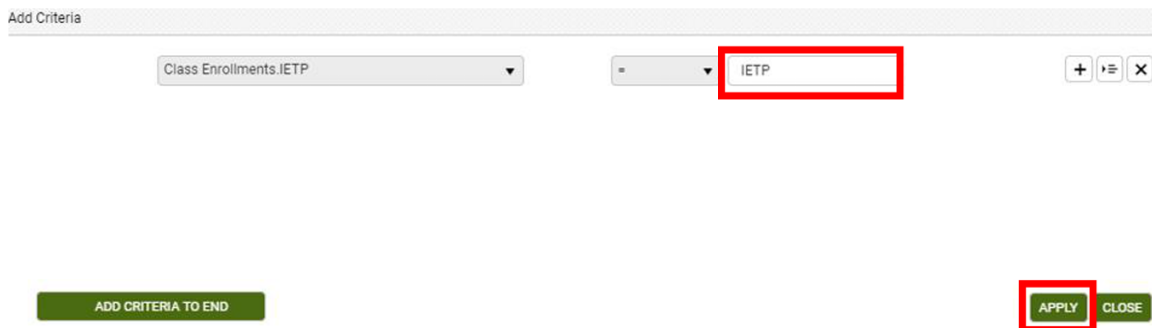 Add Criteria
Class Enrollments.IETP = IETP
ADD CRITERIA TO END APPLY CLOSE